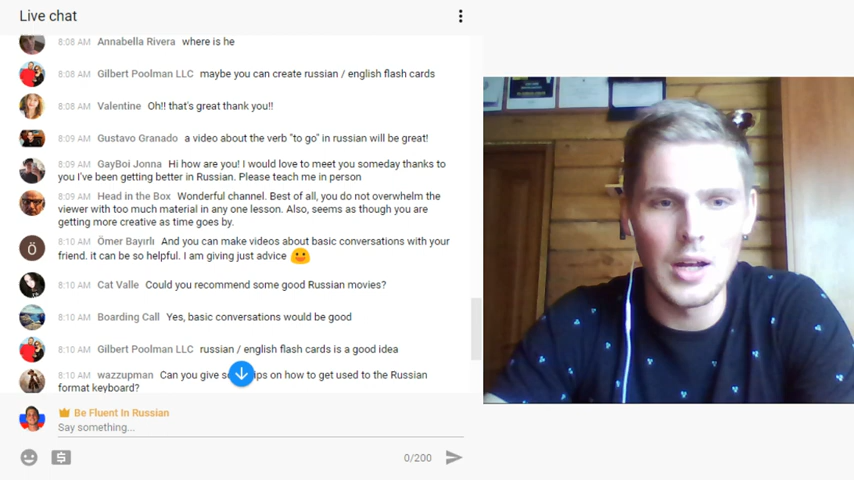 Live chat
8:08 AM Annabella Rivera where is he
8:08 AM Gilbert Poolman LLC maybe you can create russian / english flash cards
8:08 AM Valentine Oh!! that's great thank you!!
8:09 AM Gustavo Granado a video about the verb "to go" in russian will be great!
8:09 AM GayBoi Jonna Hi how are you! I would love to meet you someday thanks to
you I've been getting better in Russian. Please teach me in person
8:09 AM Head in the Box Wonderful channel. Best of all, you do not overwhelm the
viewer with too much material in any one lesson. Also, seems as though you are
getting more creative as time goes by.
Ö 8:10 AM Ömer Bayırlı And you can make videos about basic conversations with your
friend. it can be so helpful. I am giving just advice
8:10 AM Cat Valle Could you recommend some good Russian movies?
8:10 AM Boarding Call Yes, basic conversations would be good
8:10 AM Gilbert Poolman LLC russian / english flash cards is a good idea
8:10 AM wazzupman Can you give ips on how to get used to the Russian
format keyboard?
Be Fluent In Russian
Say something...
0/200